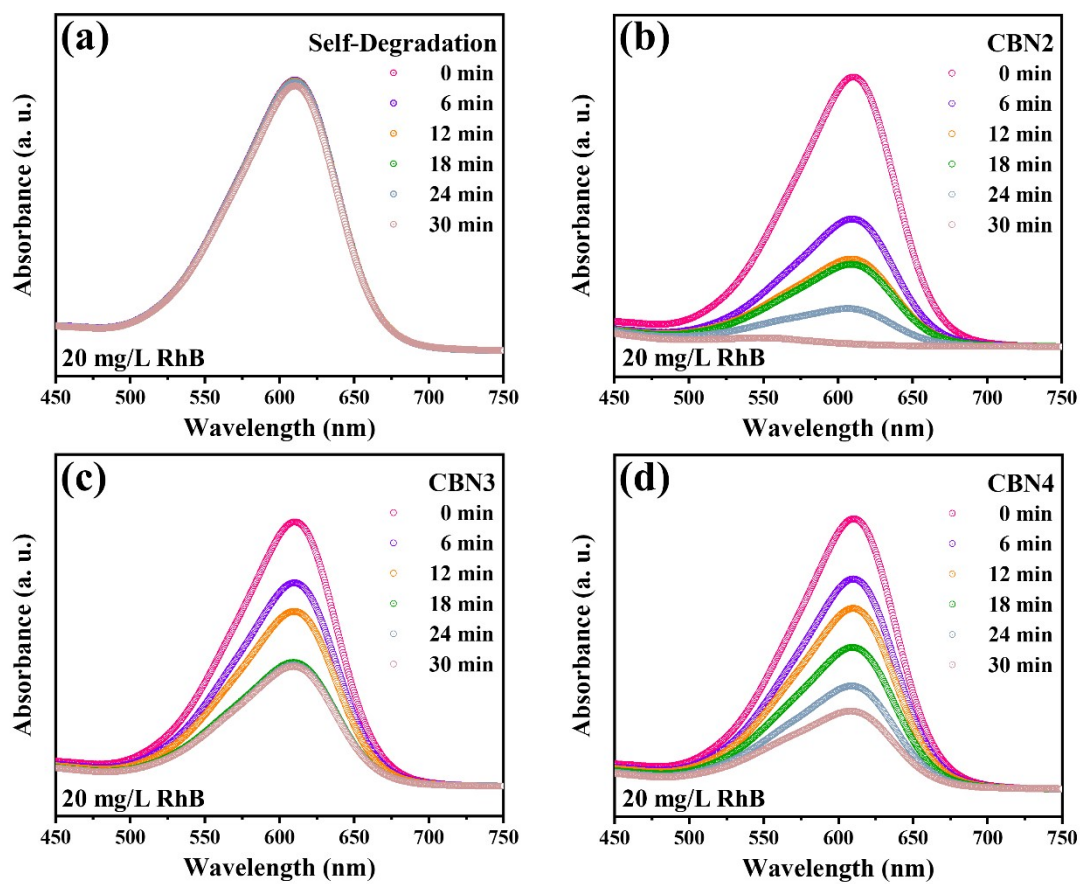 (a)
Self-Degradation
0 min
6 min
12 min
18 min
24 min
30 min
20 mg/L RhB
Absorbance (a. u.)
450 500 550 600 650 700 750
Wavelength (nm)
(b)
CBN2
0 min
6 min
12 min
18 min
24 min
30 min
20 mg/L RhB
Absorbance (a. u.)
450 500 550 600 650 700 750
Wavelength (nm)
(c)
CBN3
0 min
6 min
12 min
18 min
24 min
30 min
20 mg/L RhB
Absorbance (a. u.)
450 500 550 600 650 700 750
Wavelength (nm)
(d)
CBN4
0 min
6 min
12 min
18 min
24 min
30 min
20 mg/L RhB
Absorbance (a. u.)
450 500 550 600 650 700 750
Wavelength (nm)